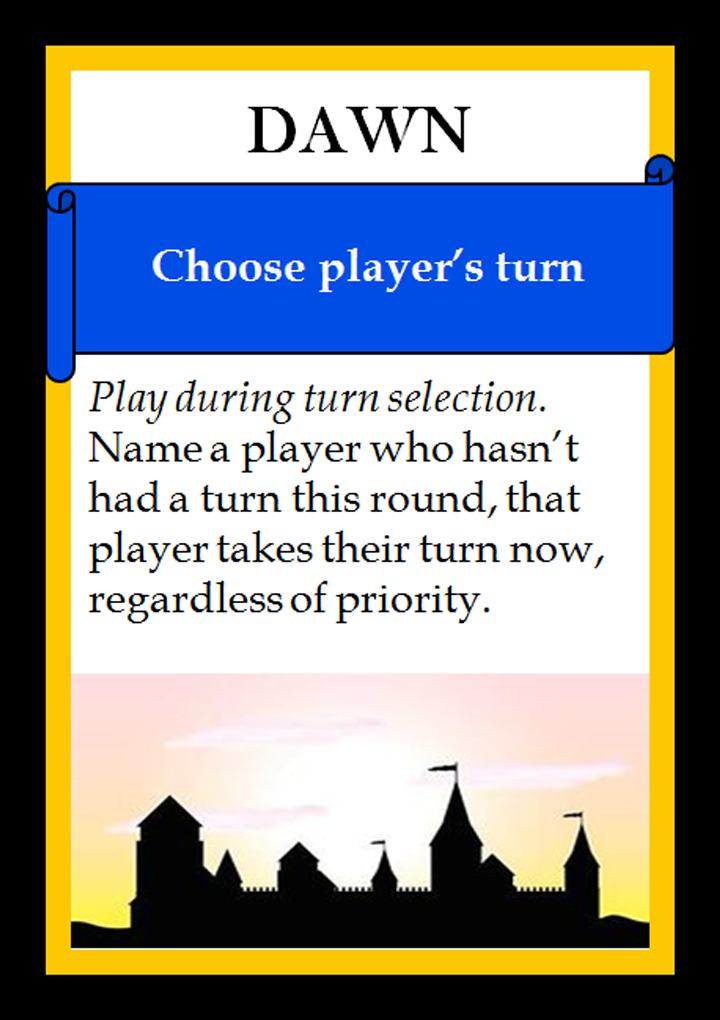 DAWN
Choose player’s turn
Play during turn selection.
Name a player who hasn’t
had a turn this round, that
player takes their turn now,
regardless of priority.